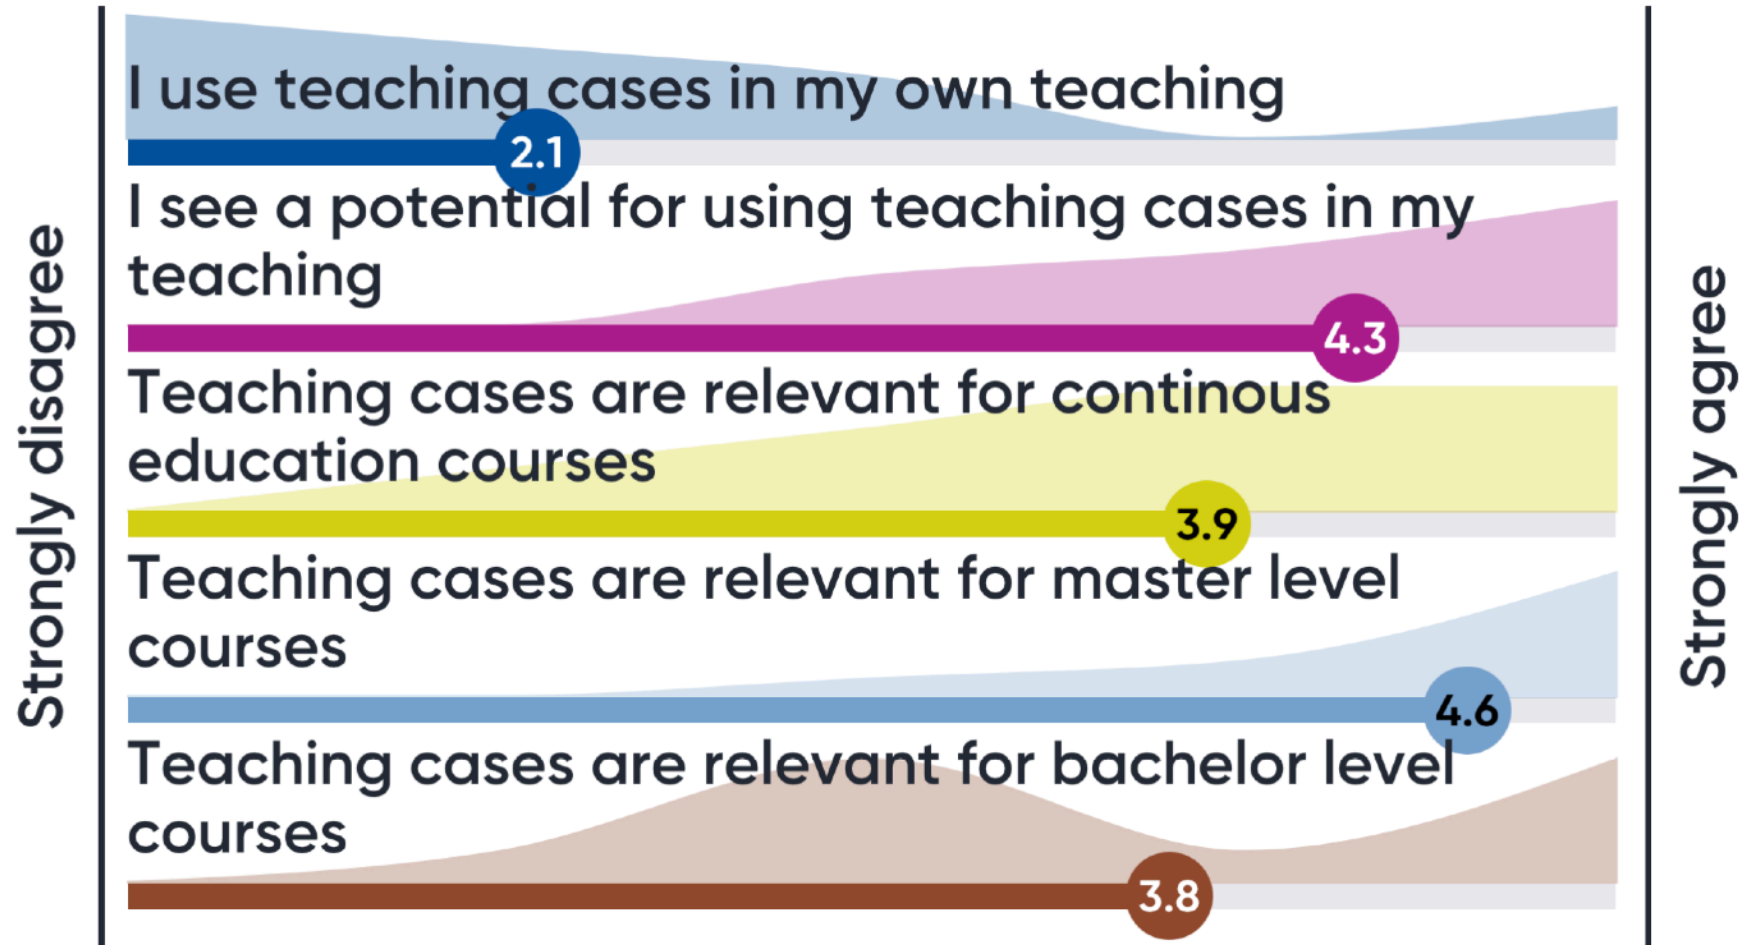 I use teaching cases in my own teaching
2.1
I see a potential for using teaching cases in my
teaching
4.3
Teaching cases are relevant for continous
education courses
3.9
Teaching cases are relevant for master level
courses
4.6
Teaching cases are relevant for bachelor level
courses
3.8
Strongly disagree
Strongly agree